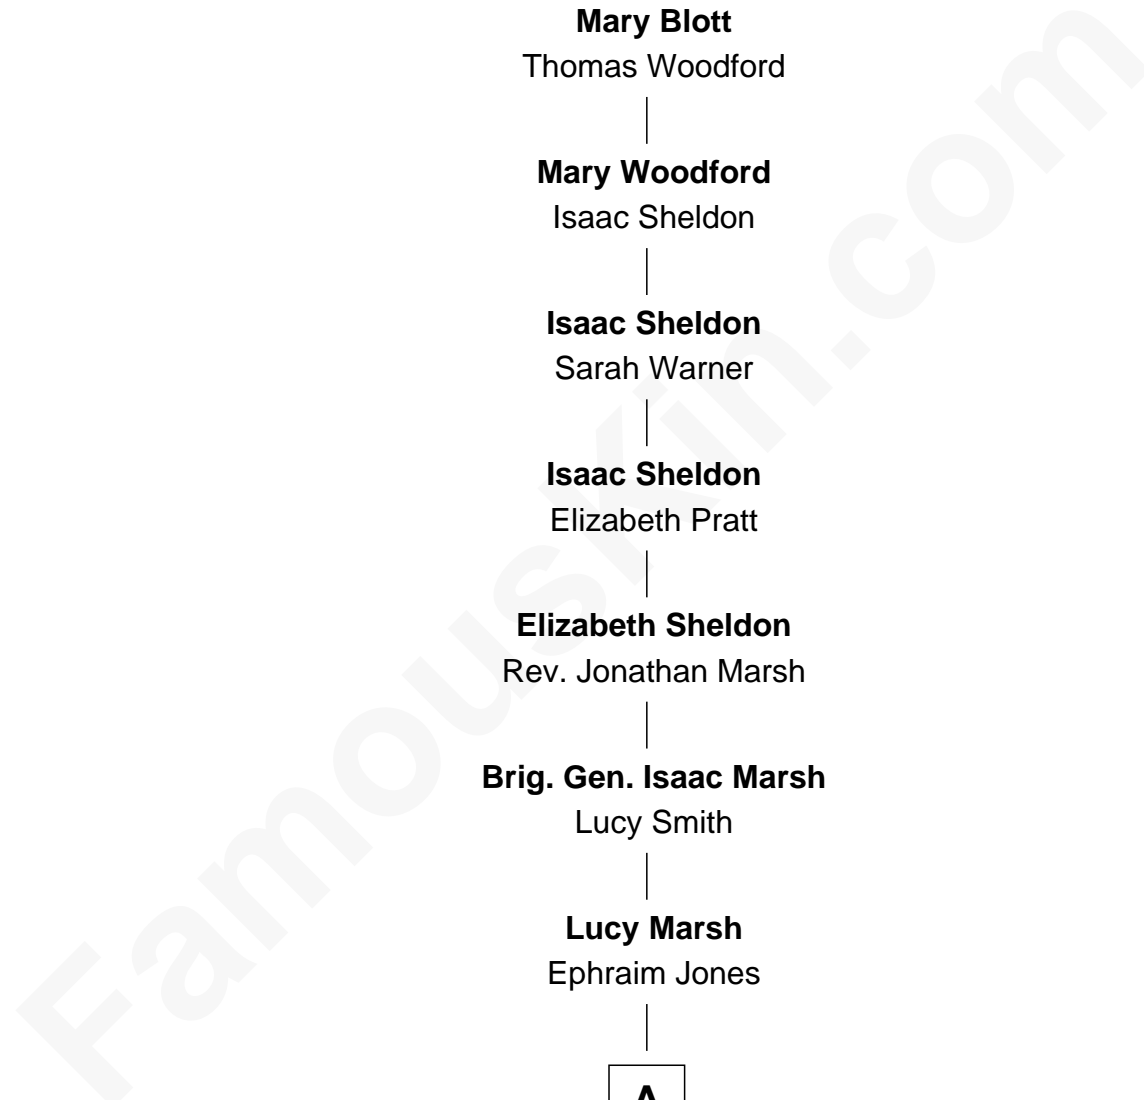 Mary Blott
Thomas Woodford
Mary Woodford
Isaac Sheldon
Isaac Sheldon
Sarah Warner
Isaac Sheldon
Elizabeth Pratt
Elizabeth Sheldon
Rev. Jonathan Marsh
Brig. Gen. Isaac Marsh
Lucy Smith
Lucy Marsh
Ephraim Jones
A
FamousKin.com